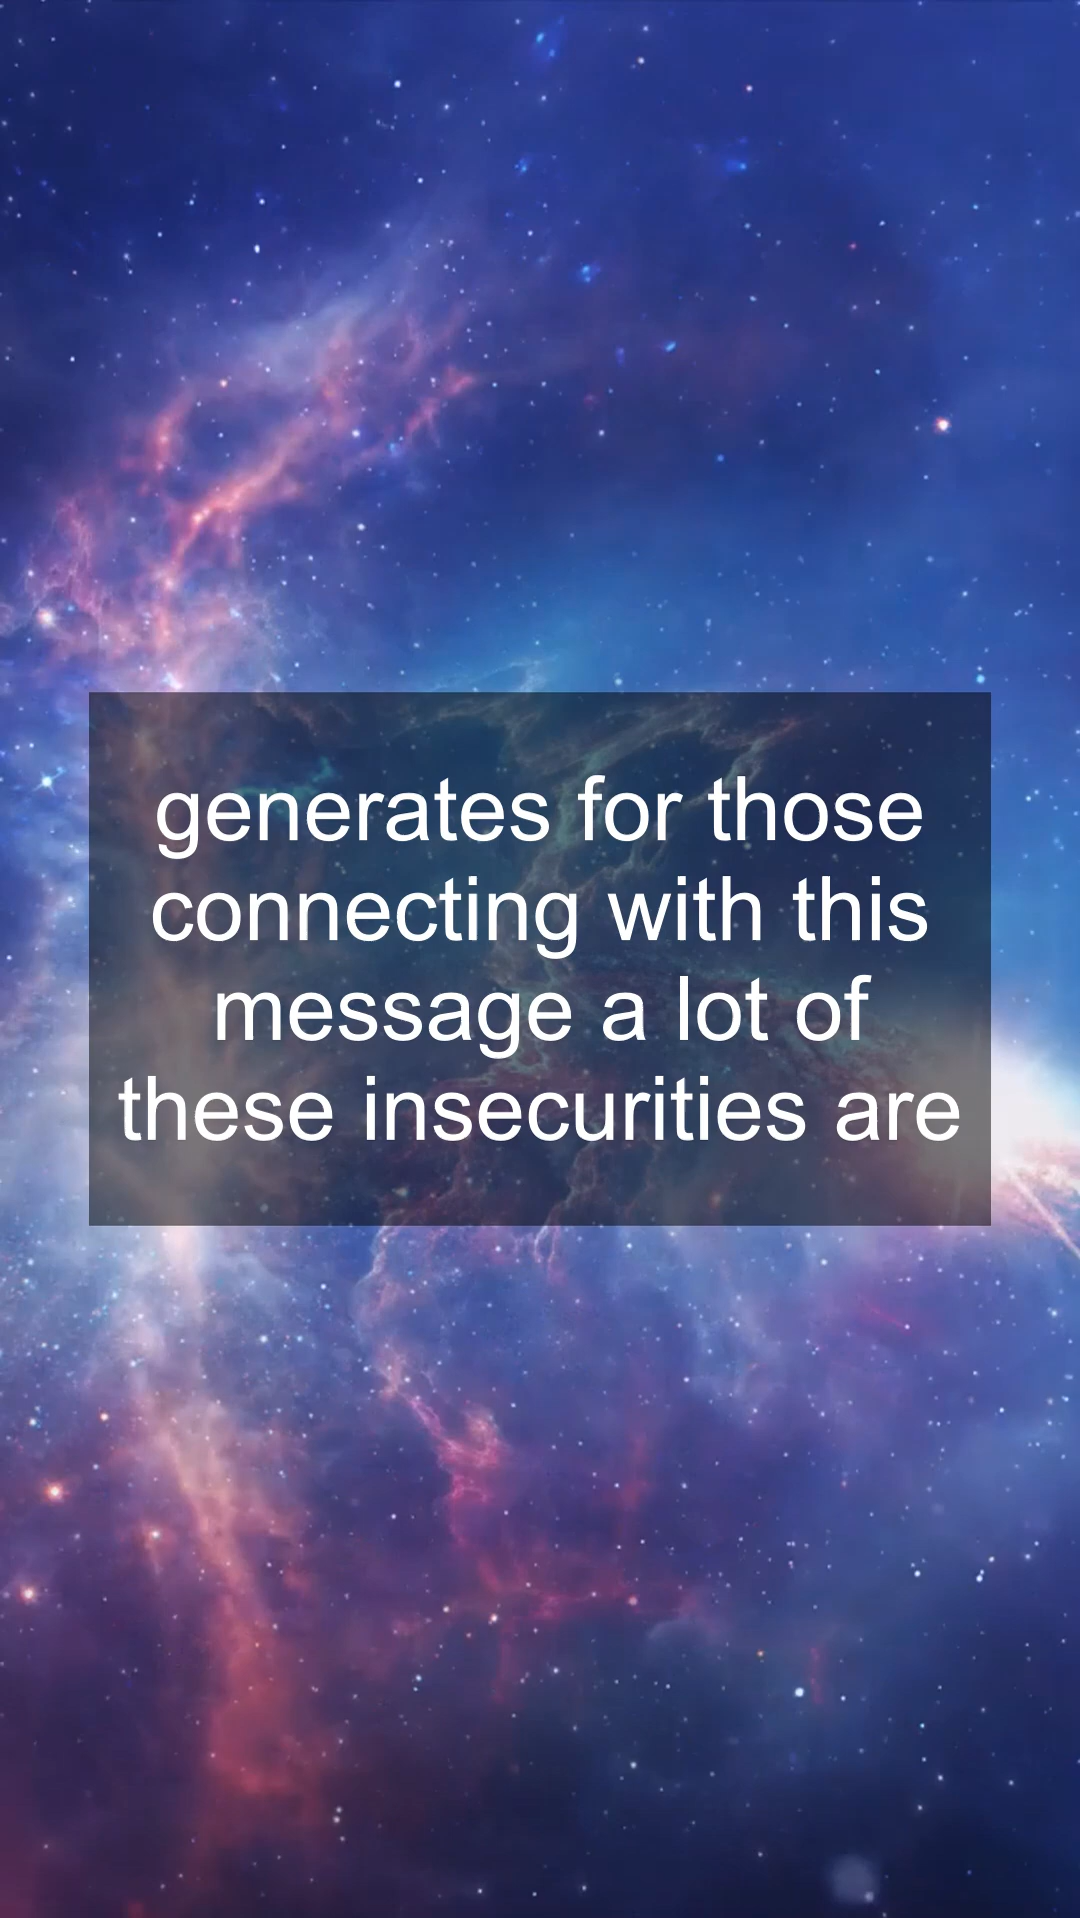 generates for those
connecting with this
message a lot of
these insecurities are